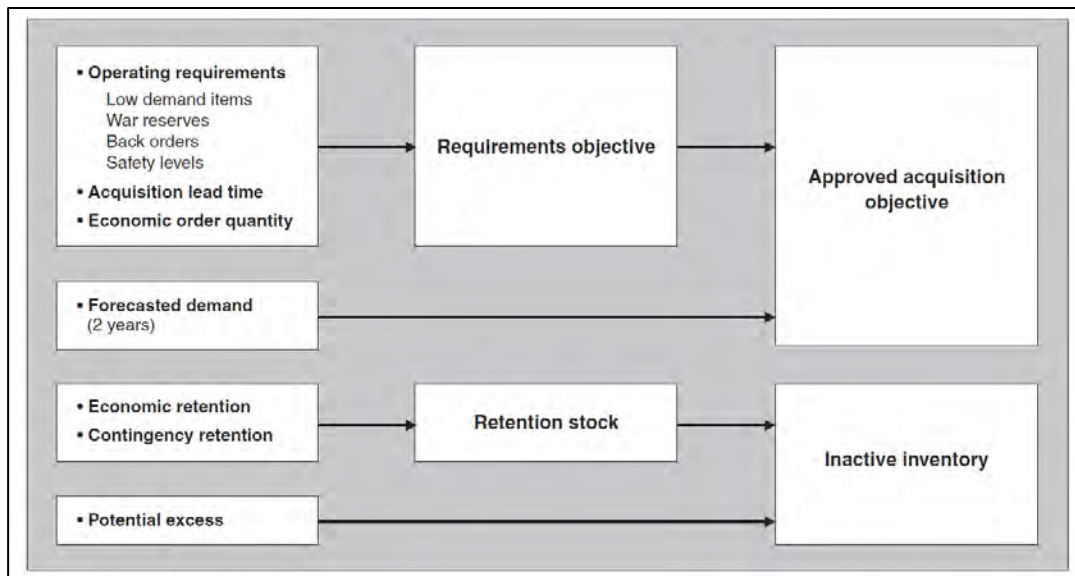 • Operating requirements
Low demand items
War reserves
Back orders
Safety levels
• Acquisition lead time
• Economic order quantity
Requirements objective
Approved acquisition
objective
• Forecasted demand
(2 years)
• Economic retention
• Contingency retention
Retention stock
Inactive inventory
• Potential excess